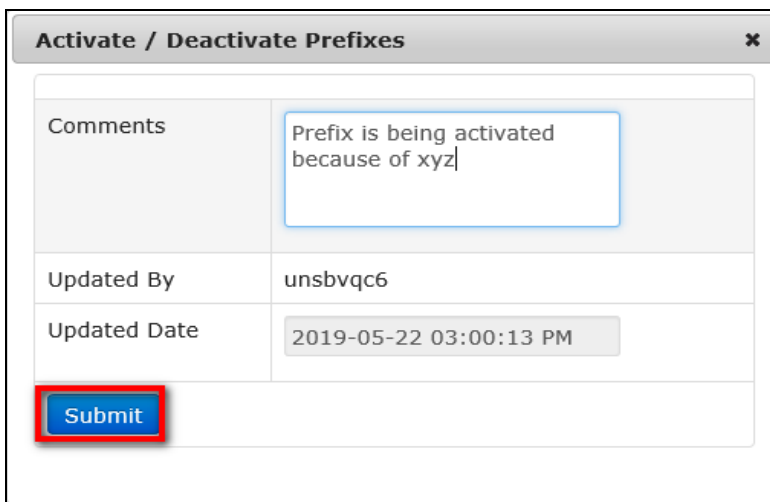 Activate / Deactivate Prefixes
Comments
Prefix is being activated
because of xyz
Updated By
unsbvqc6
Updated Date
2019-05-22 03:00:13 PM
Submit